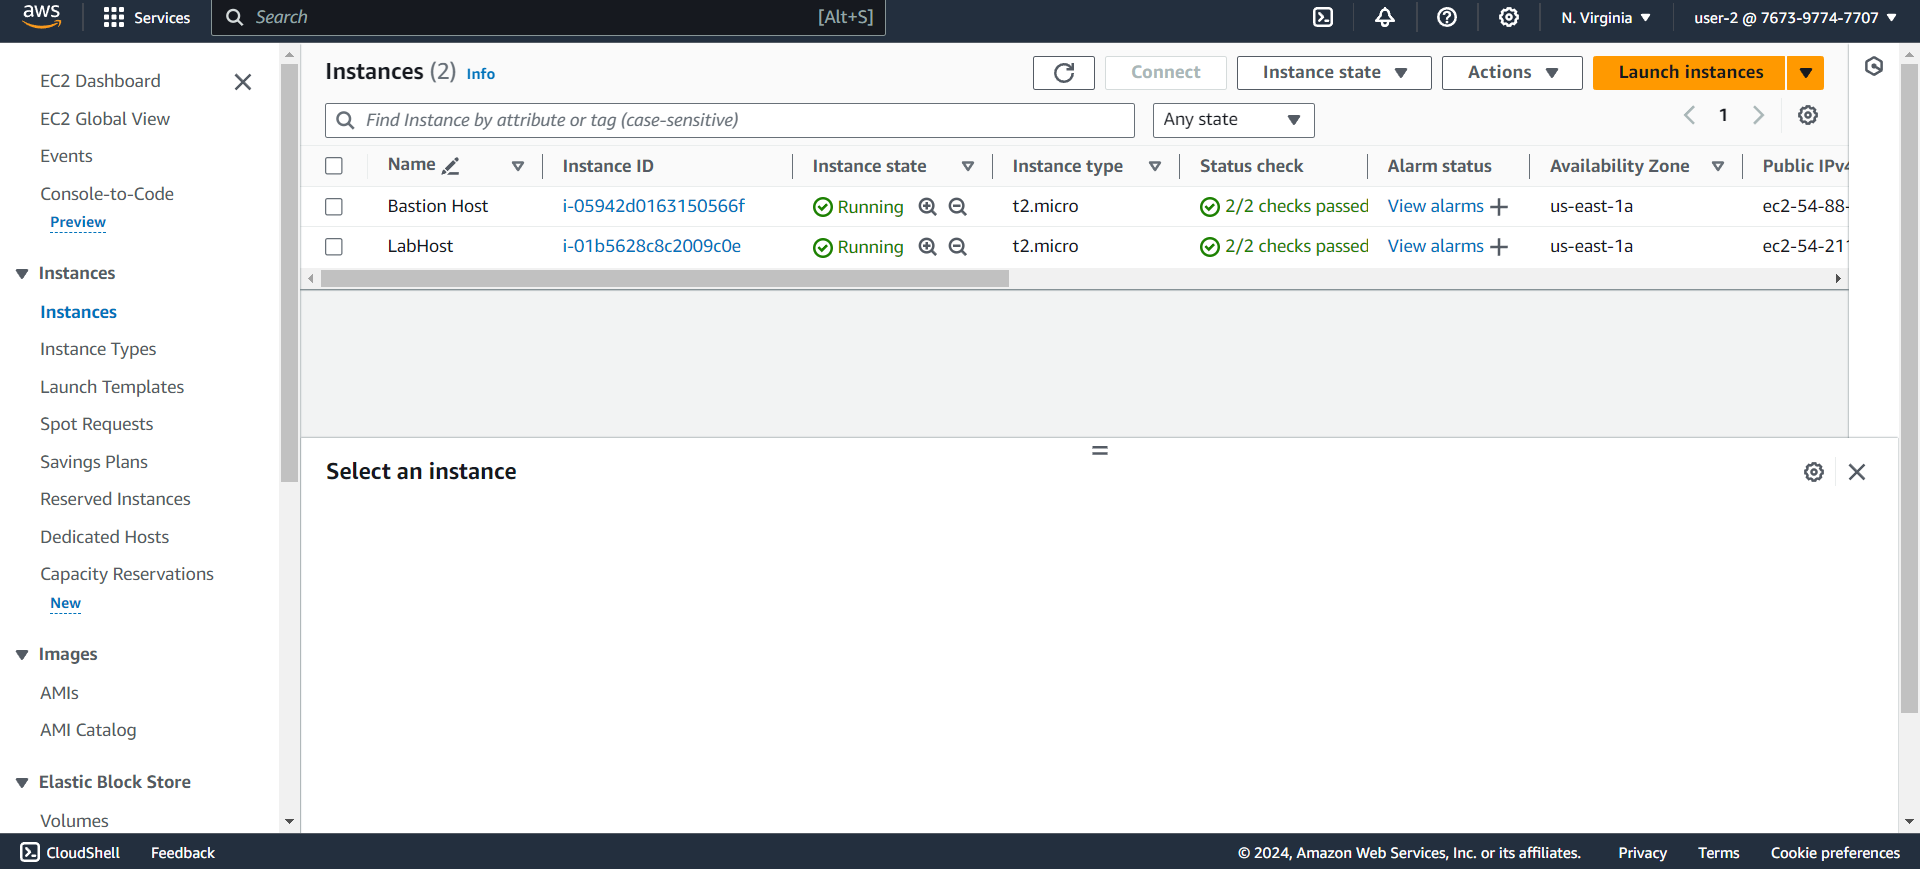 aws
Services
Search
[Alt+S]
N. Virginia
user-2 @ 7673-9774-7707
EC2 Dashboard
EC2 Global View
Events
Console-to-Code
Preview
Instances
Instances
Instance Types
Launch Templates
Spot Requests
Savings Plans
Reserved Instances
Dedicated Hosts
Capacity Reservations
New
Images
AMIs
AMI Catalog
Elastic Block Store
Volumes
Instances (2) Info
Connect
Instance state
Actions
Launch instances
Find Instance by attribute or tag (case-sensitive)
Any state
1
Name Instance ID Instance state Instance type Status check Alarm status Availability Zone Public IPv4
Bastion Host i-05942d0163150566f Running t2.micro 2/2 checks passed View alarms us-east-1a ec2-54-88-
LabHost i-01b5628c8c2009c0e Running t2.micro 2/2 checks passed View alarms us-east-1a ec2-54-211
Select an instance
CloudShell
Feedback
© 2024, Amazon Web Services, Inc. or its affiliates.
Privacy
Terms
Cookie preferences